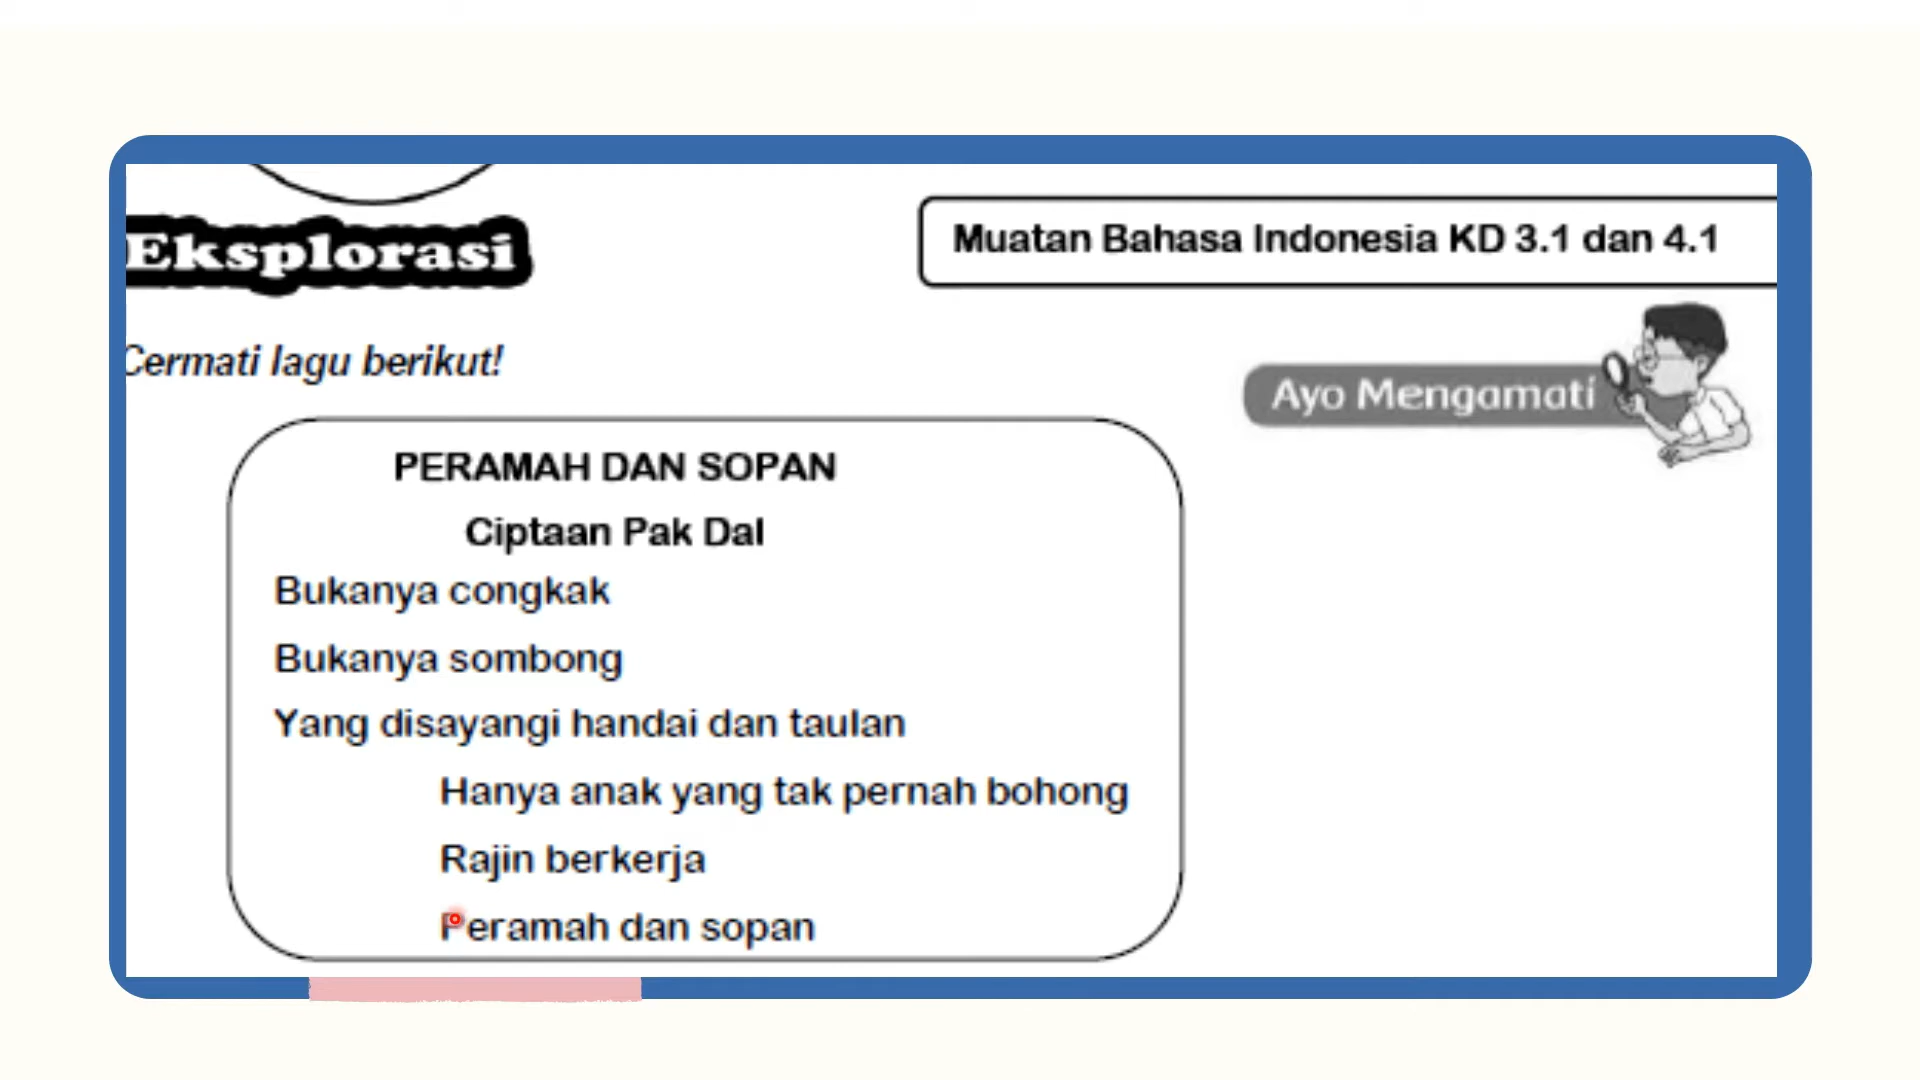 Eksplorasi
Muatan Bahasa Indonesia KD 3.1 dan 4.1
Cermati lagu berikut!
Ayo Mengamati
PERAMAH DAN SOPAN
Ciptaan Pak Dal
Bukanya congkak
Bukanya sombong
Yang disayangi handai dan taulan
Hanya anak yang tak pernah bohong
Rajin berkerja
Peramah dan sopan